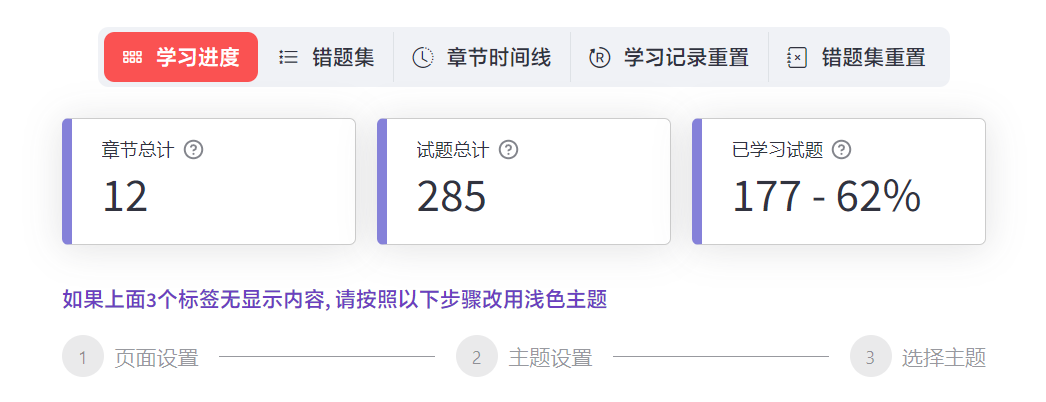 学习进度 错题集 章节时间线 学习记录重置 错题集重置
章节总计 试题总计 已学习试题
12 285 177 - 62%
如果上面3个标签无显示内容, 请按照以下步骤改用浅色主题
1 页面设置 2 主题设置 3 选择主题